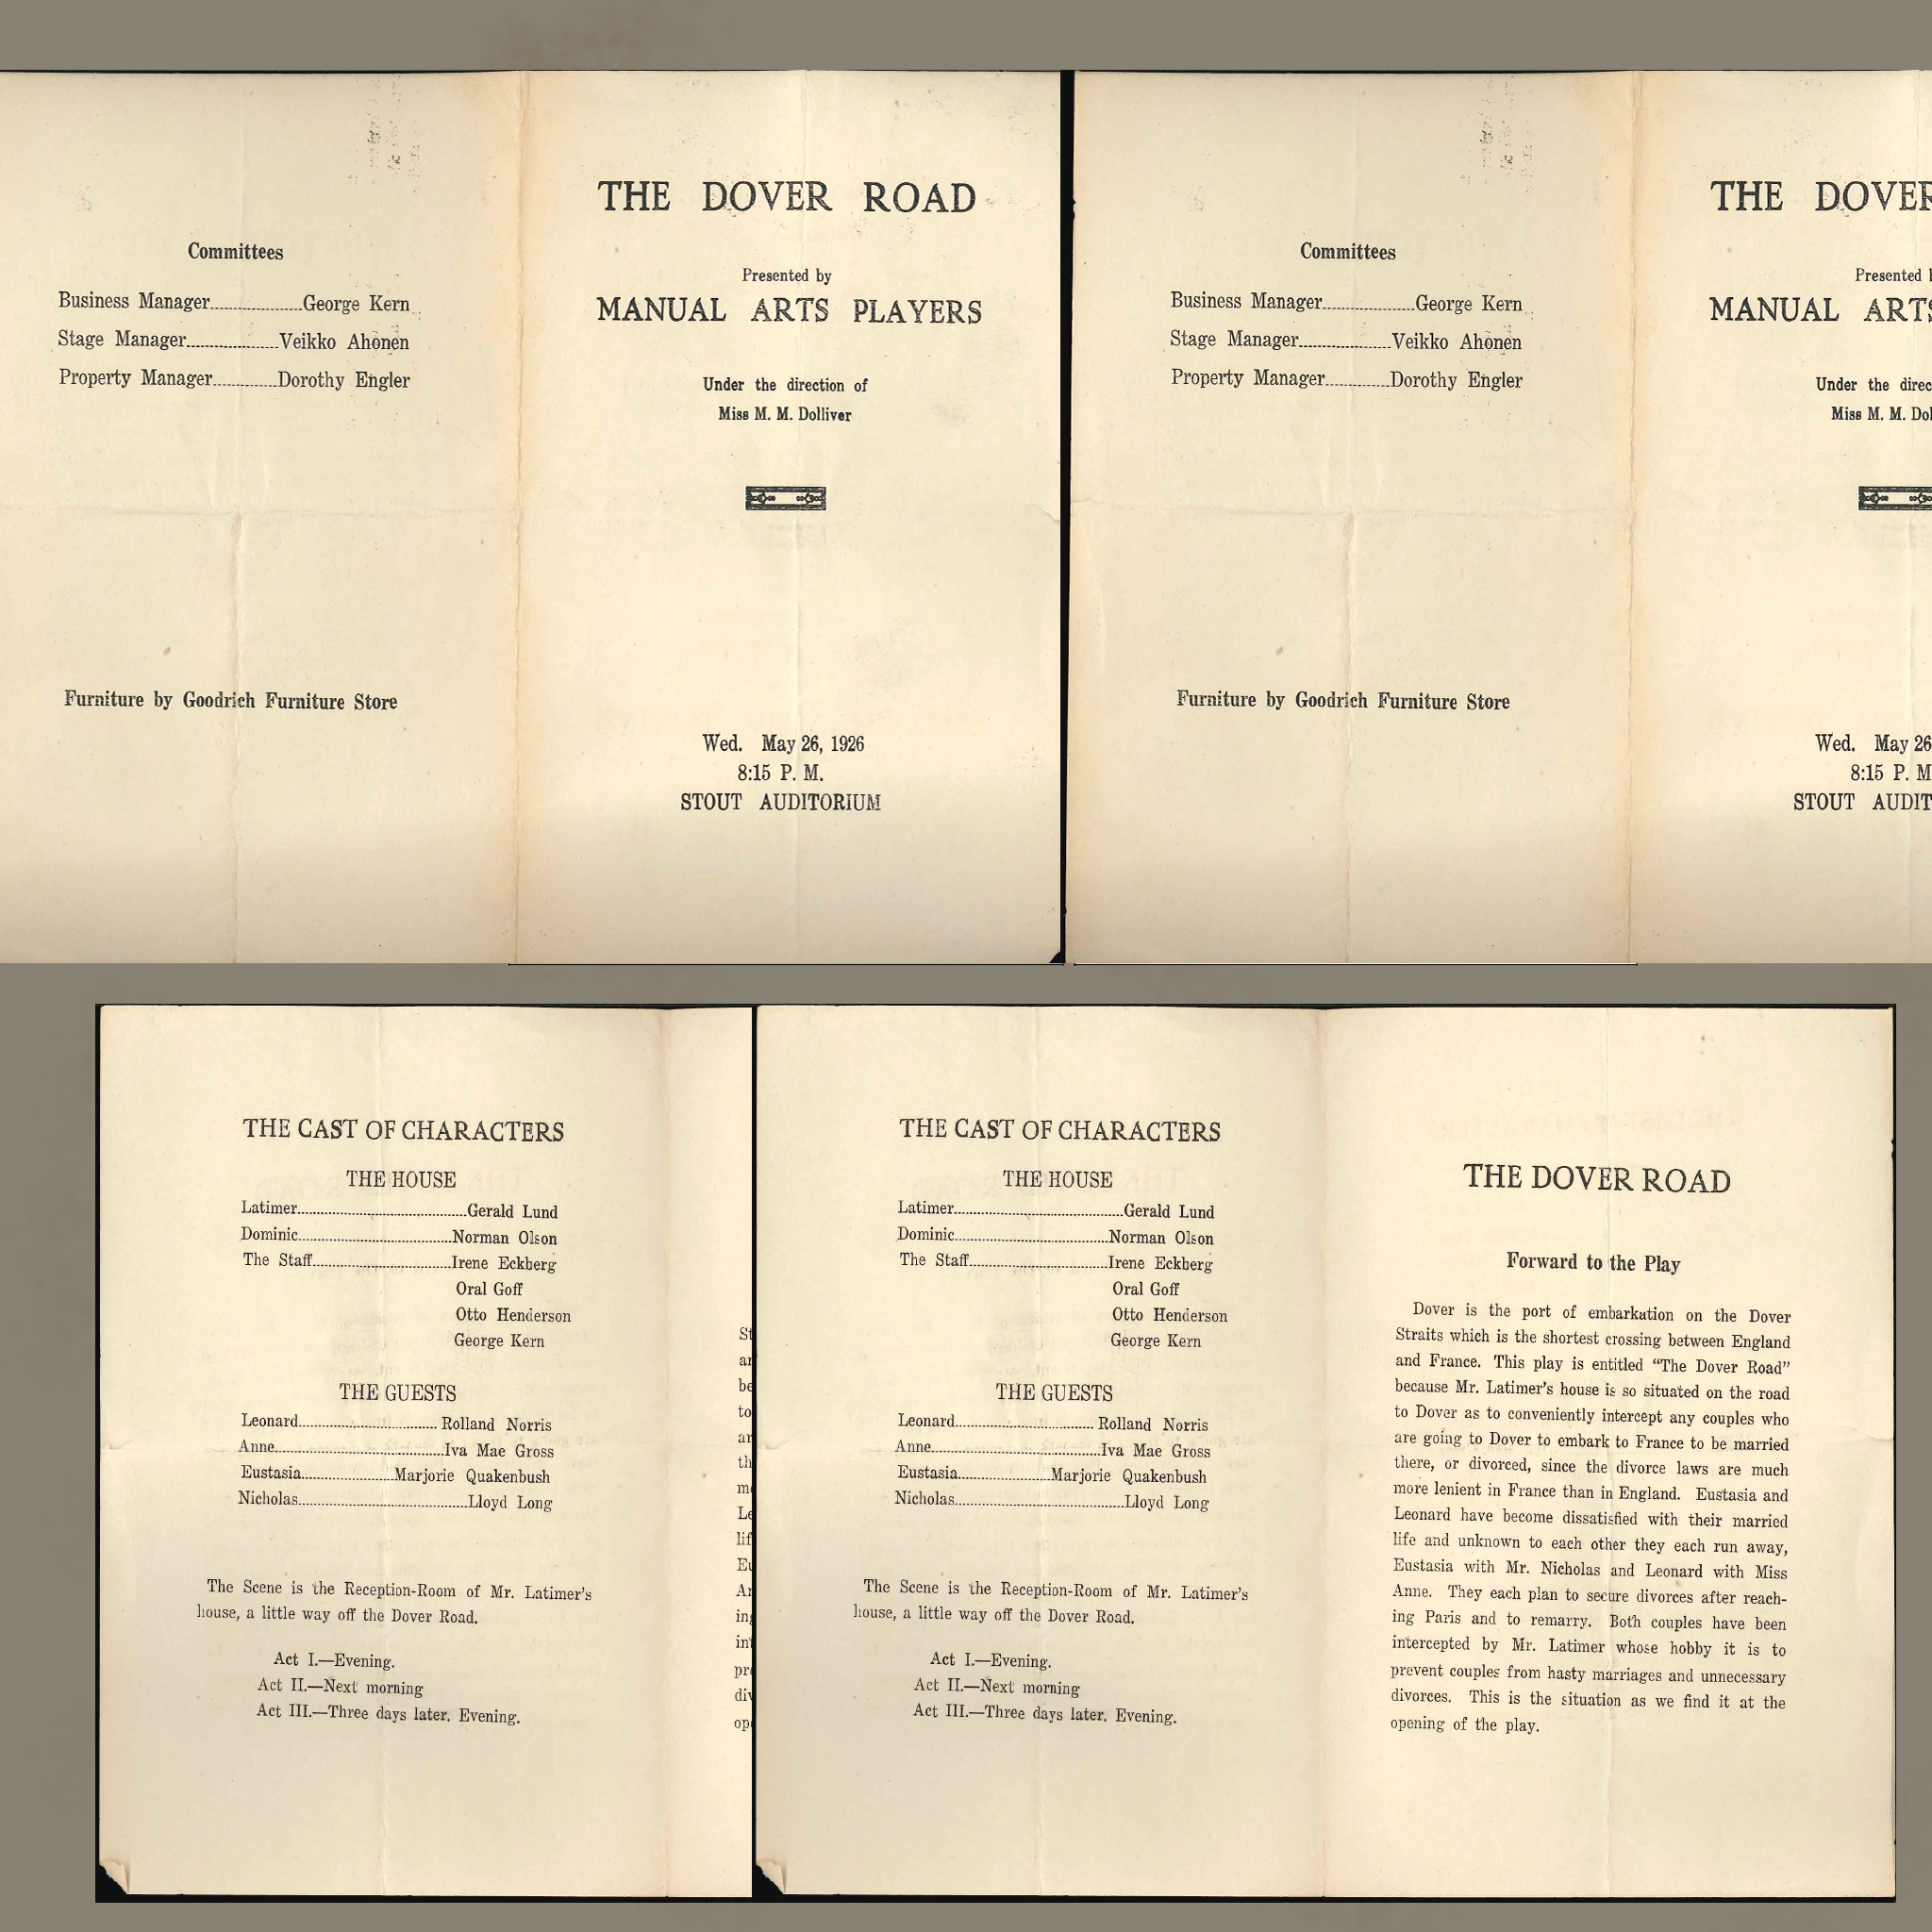 Committees
Business Manager......................George Kern
Stage Manager......................Veikko Ahonen
Property Manager...............Dorothy Engler
Furniture by Goodrich Furniture Store
THE DOVER ROAD
Presented by
MANUAL ARTS PLAYERS
Under the direction of
Miss M. M. Dolliver
Wed. May 26, 1926
8:15 P. M.
STOUT AUDITORIUM
Committees
Business Manager......................George Kern
Stage Manager......................Veikko Ahonen
Property Manager...............Dorothy Engler
Furniture by Goodrich Furniture Store
THE DOVER
Presented
MANUAL ARTS
Under the direc
Miss M. M. Dol
Wed. May 26
8:15 P. M
STOUT AUDIT
THE CAST OF CHARACTERS
THE HOUSE
Latimer..........................................Gerald Lund
Dominic......................................Norman Olson
The Staff..................................Irene Eckberg
Oral Goff
Otto Henderson
George Kern
THE GUESTS
Leonard.................................. Rolland Norris
Anne..........................................Iva Mae Gross
Eustasia.......................Marjorie Quakenbush
Nicholas..........................................Lloyd Long
The Scene is the Reception-Room of Mr. Latimer's
house, a little way off the Dover Road.
Act I.—Evening.
Act II.—Next morning
Act III.—Three days later. Evening.
St
ar
be
to
ar
th
Le
lif
Eu
An
ing
int
pre
div
op
THE CAST OF CHARACTERS
THE HOUSE
Latimer..........................................Gerald Lund
Dominic......................................Norman Olson
The Staff..................................Irene Eckberg
Oral Goff
Otto Henderson
George Kern
THE GUESTS
Leonard.................................. Rolland Norris
Anne..........................................Iva Mae Gross
Eustasia.......................Marjorie Quakenbush
Nicholas..........................................Lloyd Long
The Scene is the Reception-Room of Mr. Latimer's
house, a little way off the Dover Road.
Act I.—Evening.
Act II.—Next morning
Act III.—Three days later. Evening.
THE DOVER ROAD
Forward to the Play
Dover is the port of embarkation on the Dover
Straits which is the shortest crossing between England
and France. This play is entitled “The Dover Road”
because Mr. Latimer's house is so situated on the road
to Dover as to conveniently intercept any couples who
are going to Dover to embark to France to be married
there, or divorced, since the divorce laws are much
more lenient in France than in England. Eustasia and
Leonard have become dissatisfied with their married
life and unknown to each other they each run away,
Eustasia with Mr. Nicholas and Leonard with Miss
Anne. They each plan to secure divorces after reach-
ing Paris and to remarry. Both couples have been
intercepted by Mr. Latimer whose hobby it is to
prevent couples from hasty marriages and unnecessary
divorces. This is the situation as we find it at the
opening of the play.